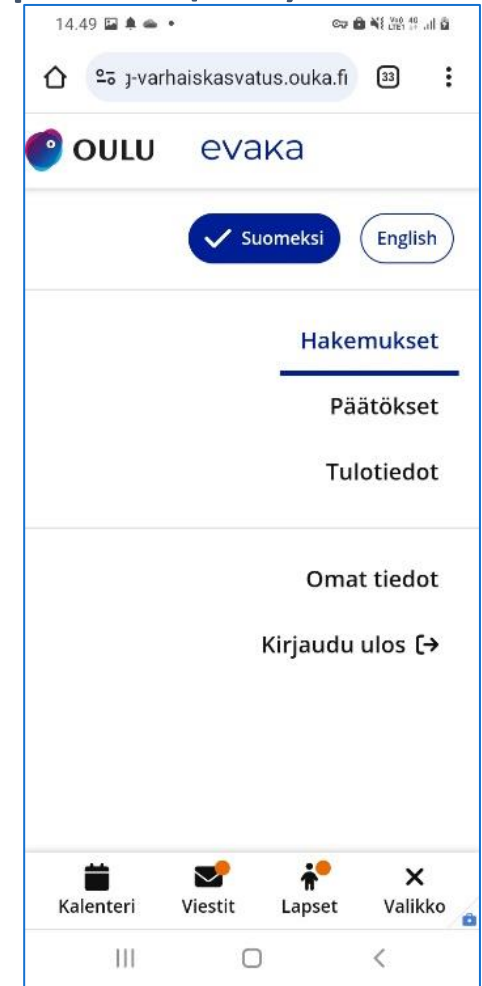 14.49
g-varhaiskasvatus.ouka.fi
33
OULU evaka
Suomeksi English
Hakemukset
Päätökset
Tulotiedot
Omat tiedot
Kirjaudu ulos
Kalenteri Viestit Lapset Valikko